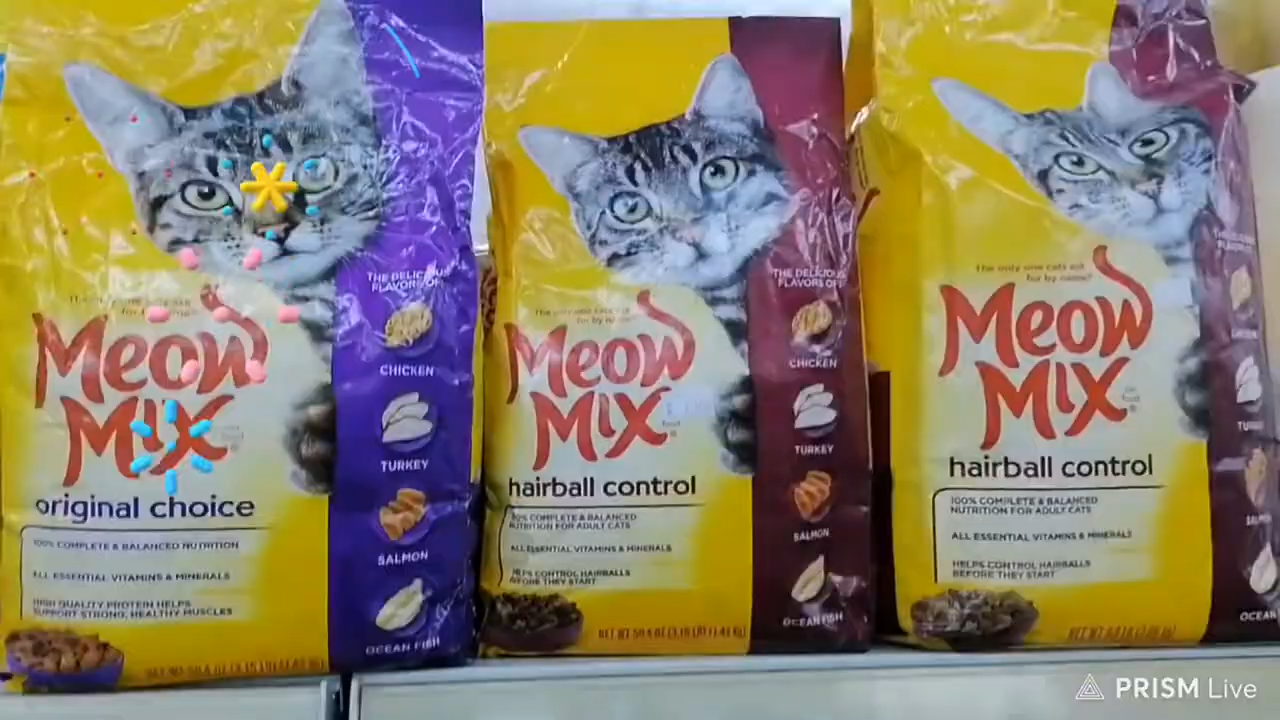 THE DELICIOUS
FLAVORS OF:
Meow
MIX
original choice
100% COMPLETE & BALANCED NUTRITION
ALL ESSENTIAL VITAMINS & MINERALS
HIGH QUALITY PROTEIN HELPS
SUPPORT STRONG, HEALTHY MUSCLES
CHICKEN
TURKEY
SALMON
OCEAN FISH
THE DELICIOUS
FLAVORS OF:
Meow
MIX
hairball control
100% COMPLETE & BALANCED
NUTRITION FOR ADULT CATS
ALL ESSENTIAL VITAMINS & MINERALS
HELPS CONTROL HAIRBALLS
BEFORE THEY START
CHICKEN
TURKEY
SALMON
OCEAN FISH
The only one cats ask
for by name!
Meow
MIX
hairball control
100% COMPLETE & BALANCED
NUTRITION FOR ADULT CATS
ALL ESSENTIAL VITAMINS & MINERALS
HELPS CONTROL HAIRBALLS
BEFORE THEY START
OCEAN
PRISM Live